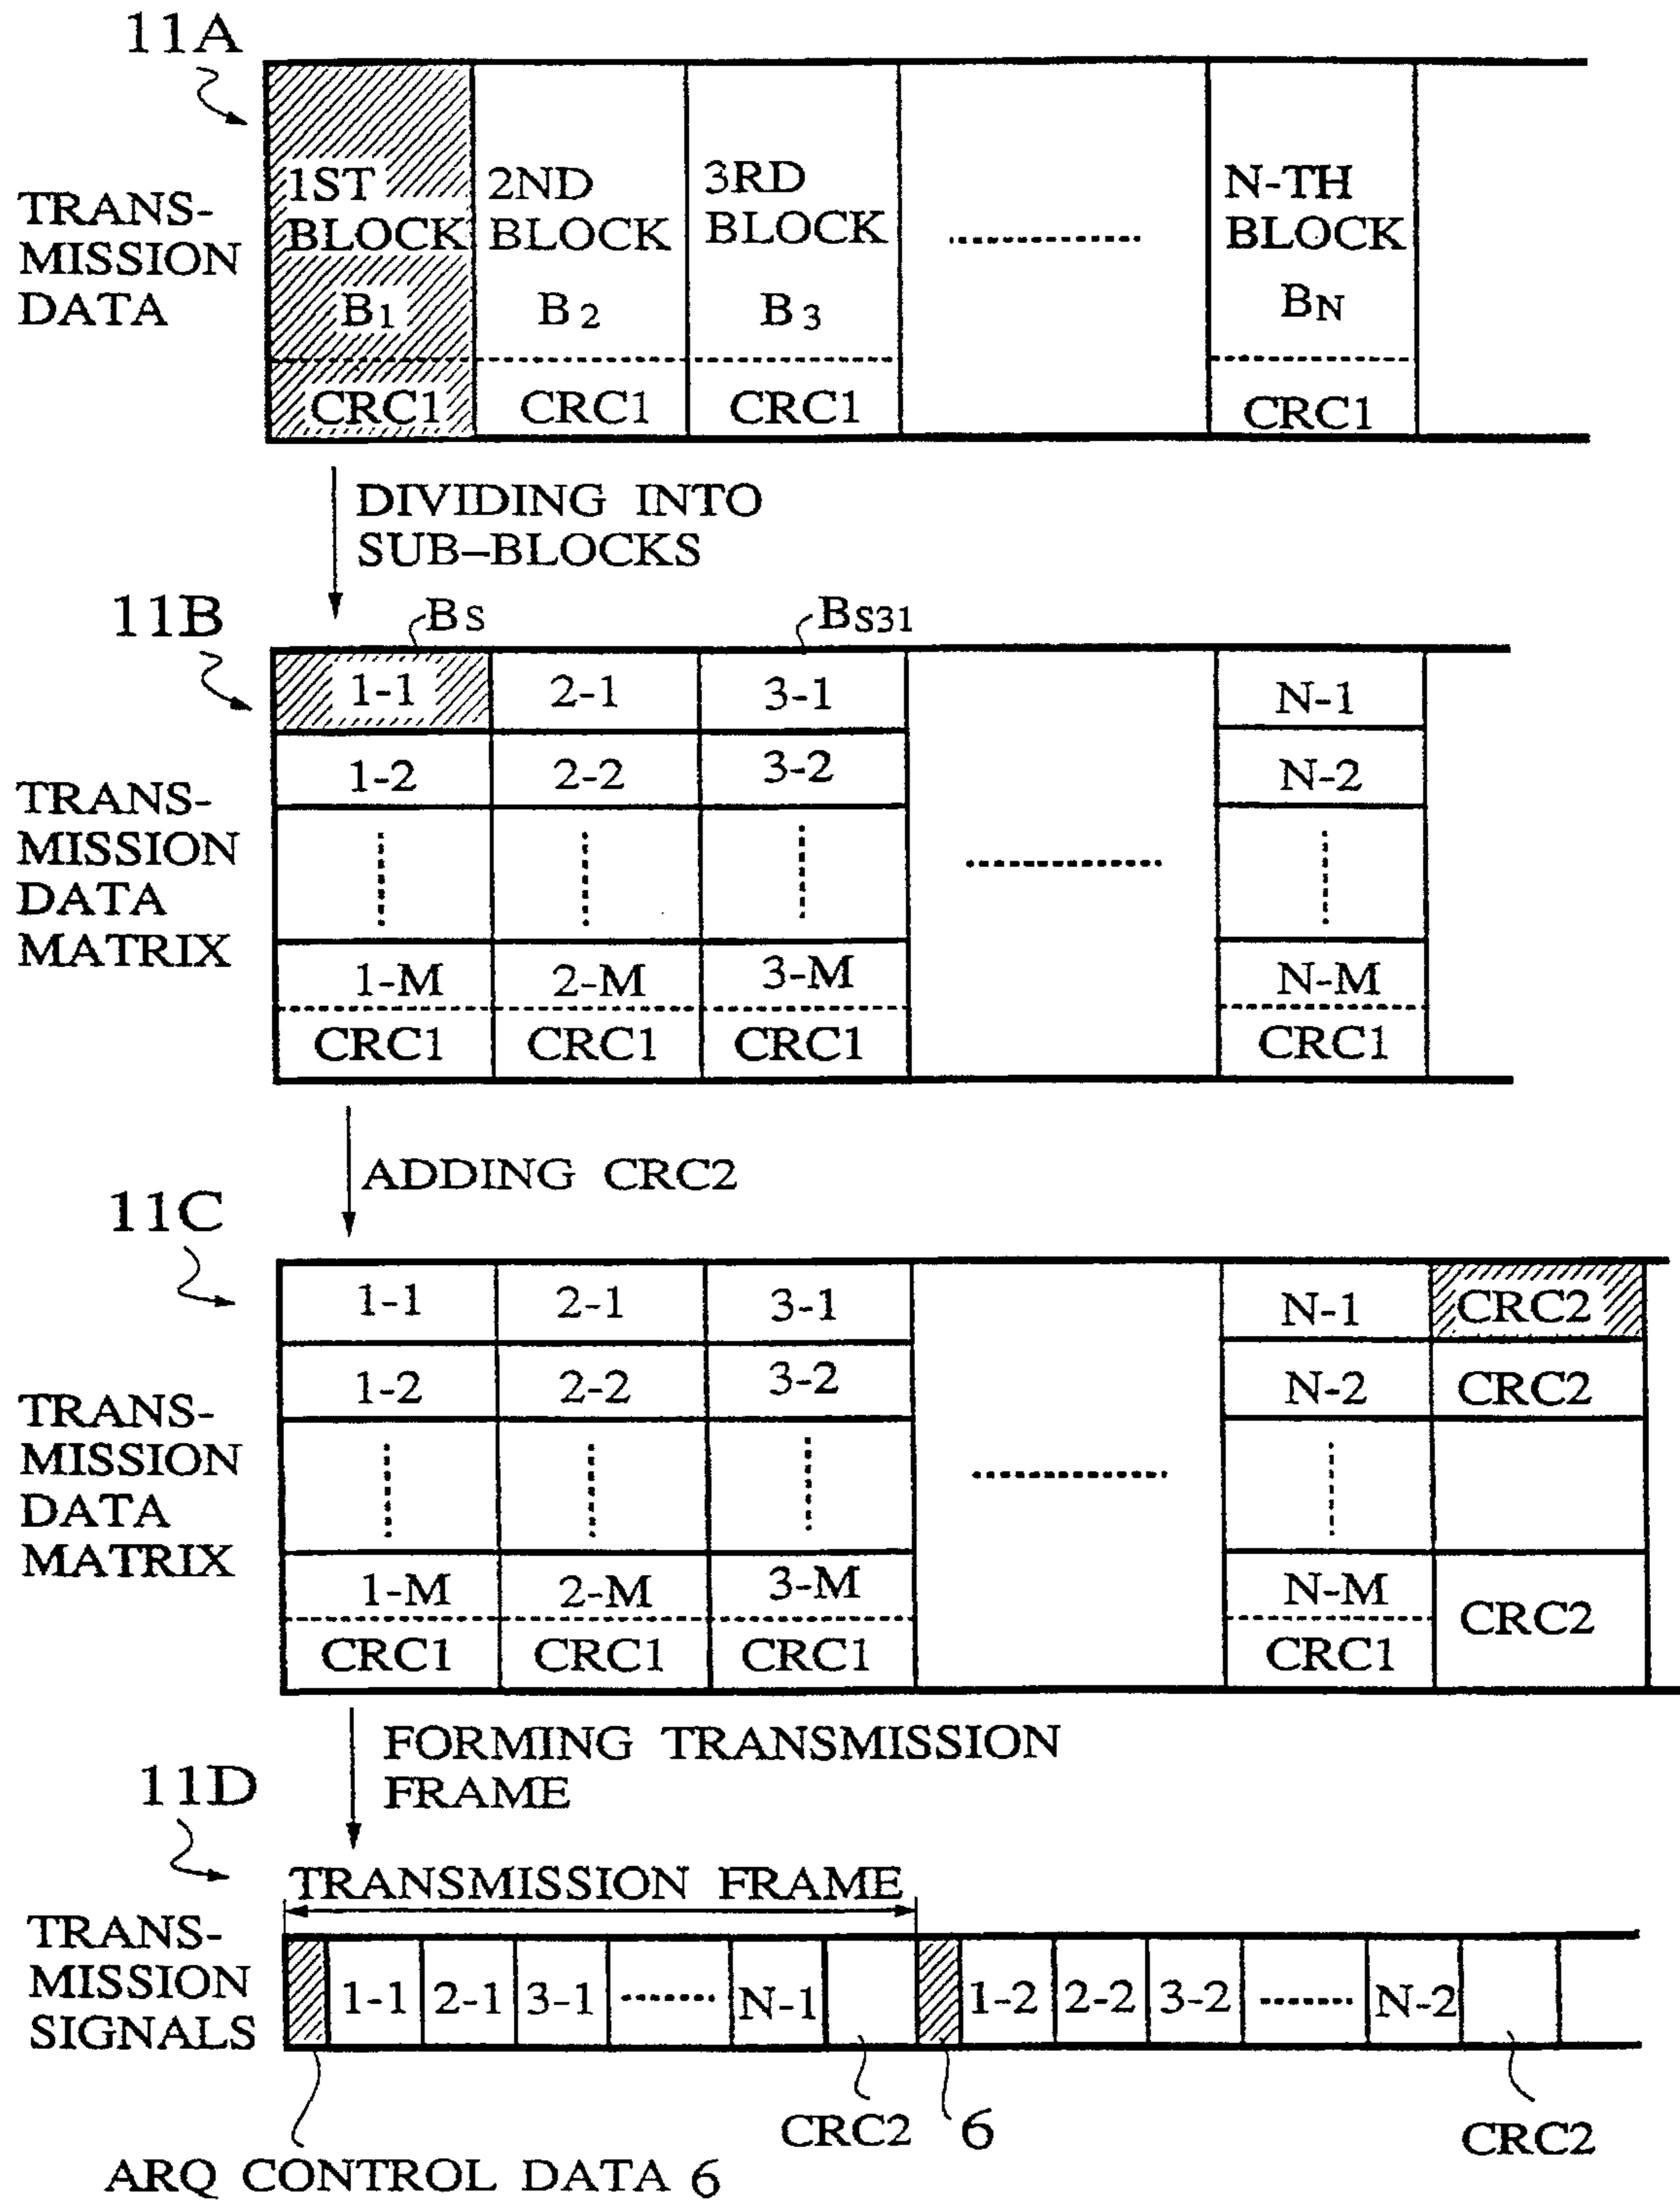 11A
TRANS-
MISSION
DATA
1ST
BLOCK
B1
CRC1
2ND
BLOCK
B2
CRC1
3RD
BLOCK
B3
CRC1
N-TH
BLOCK
BN
CRC1
DIVIDING INTO
SUB-BLOCKS
11B
BS
BS31
TRANS-
MISSION
DATA
MATRIX
1-1 2-1 3-1 N-1
1-2 2-2 3-2 N-2
1-M 2-M 3-M N-M
CRC1 CRC1 CRC1 CRC1
ADDING CRC2
11C
TRANS-
MISSION
DATA
MATRIX
1-1 2-1 3-1 N-1 CRC2
1-2 2-2 3-2 N-2 CRC2
1-M 2-M 3-M N-M CRC2
CRC1 CRC1 CRC1 CRC1
FORMING TRANSMISSION
FRAME
11D
TRANSMISSION FRAME
TRANS-
MISSION
SIGNALS
1-1 2-1 3-1 N-1 1-2 2-2 3-2 N-2
CRC2 6 CRC2
ARQ CONTROL DATA 6